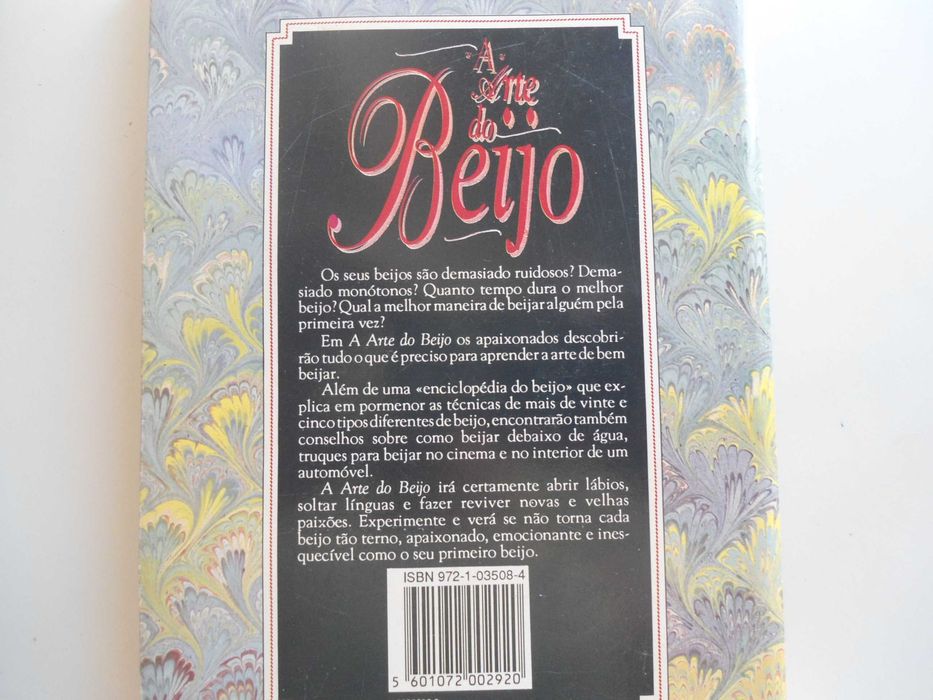 A
Arte
do
Beijo
Os seus beijos são demasiado ruidosos? Dema-
siado monótonos? Quanto tempo dura o melhor
beijo? Qual a melhor maneira de beijar alguém pela
primeira vez?
Em A Arte do Beijo os apaixonados descobri-
rão tudo o que é preciso para aprender a arte de bem
beijar.
Além de uma «enciclopédia do beijo» que ex-
plica em pormenor as técnicas de mais de vinte e
cinco tipos diferentes de beijo, encontrarão também
conselhos sobre como beijar debaixo de água,
truques para beijar no cinema e no interior de um
automóvel.
A Arte do Beijo irá certamente abrir lábios,
soltar línguas e fazer reviver novas e velhas
paixões. Experimente e verá se não torna cada
beijo tão terno, apaixonado, emocionante e ines-
quecível como o seu primeiro beijo.
ISBN 972-1-03508-4
5 601072 002920